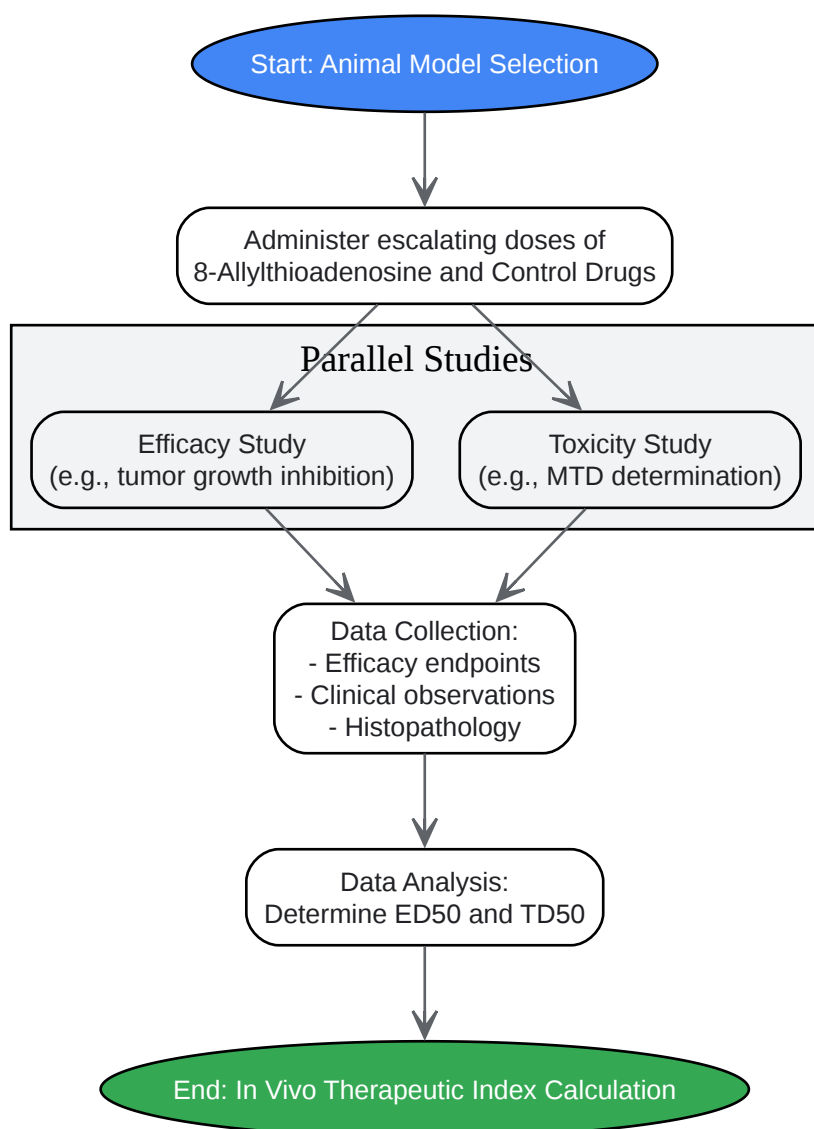 Start: Animal Model Selection
Administer escalating doses of
8-Allylthioadenosine and Control Drugs
Parallel Studies
Efficacy Study
(e.g., tumor growth inhibition)
Toxicity Study
(e.g., MTD determination)
Data Collection:
- Efficacy endpoints
- Clinical observations
- Histopathology
Data Analysis:
Determine ED50 and TD50
End: In Vivo Therapeutic Index Calculation